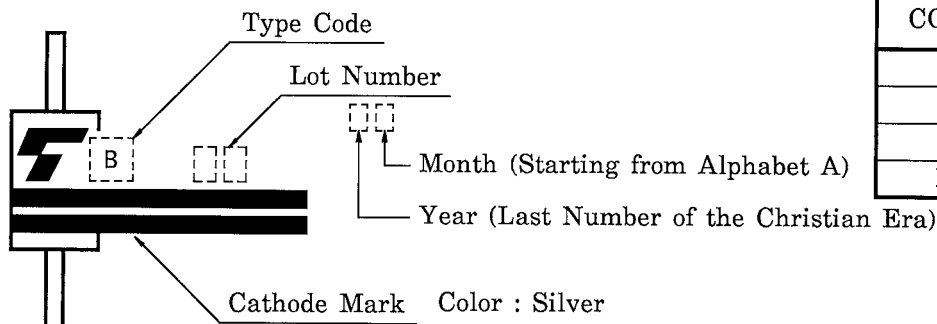 Type Code
Lot Number
B
Month (Starting from Alphabet A)
Year (Last Number of the Christian Era)
Cathode Mark Color : Silver